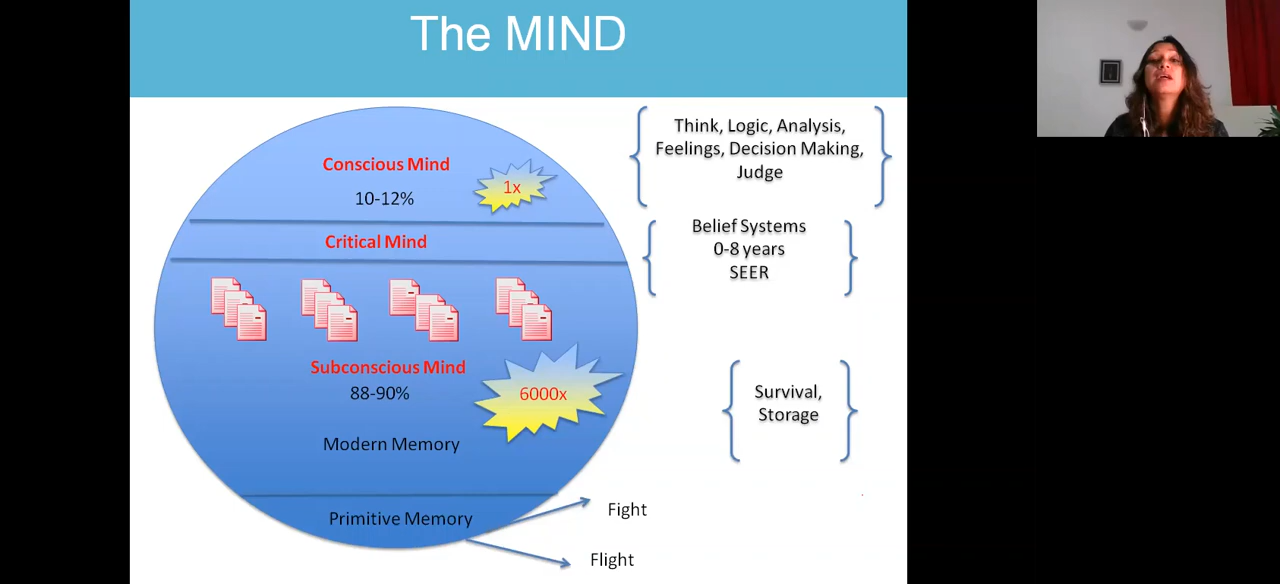 The MIND
Conscious Mind
10-12%
1x
Think, Logic, Analysis,
Feelings, Decision Making,
Judge
Critical Mind
Belief Systems
0-8 years
SEER
Subconscious Mind
88-90%
6000x
Modern Memory
Survival,
Storage
Primitive Memory
Fight
Flight